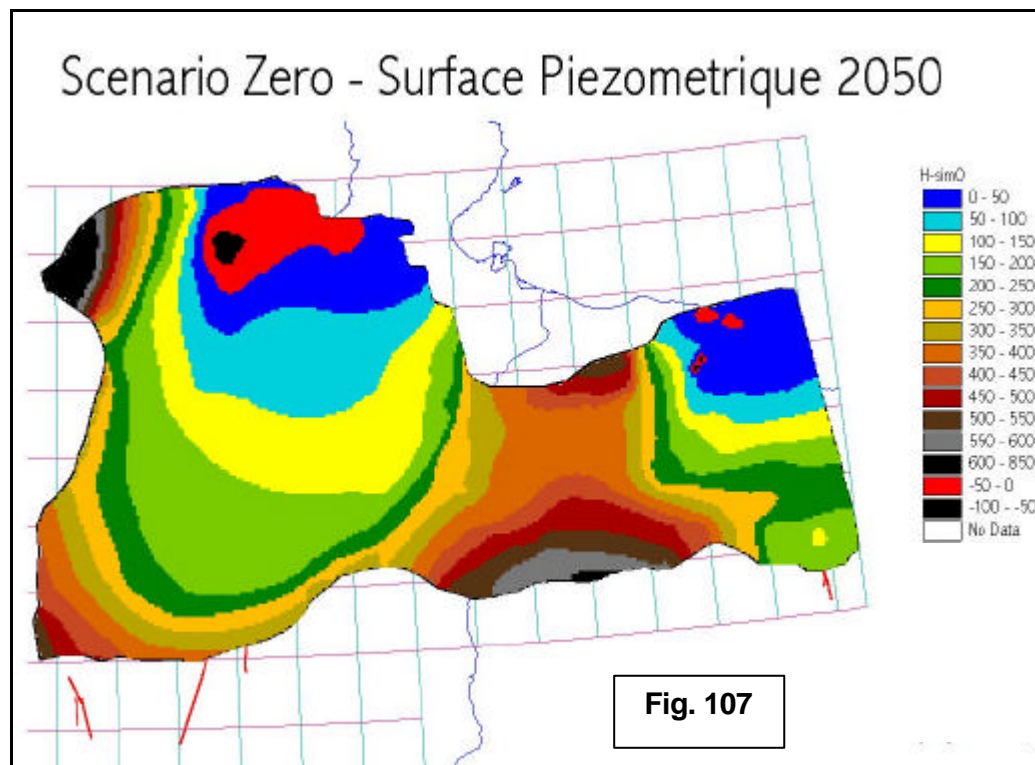 Scenario Zero - Surface Piezometrique 2050
H-sim0
0 - 50
50 - 100
100 - 150
150 - 200
200 - 250
250 - 300
300 - 350
350 - 400
400 - 450
450 - 500
500 - 550
550 - 600
600 - 850
-50 - 0
-100 - -50
No Data
Fig. 107